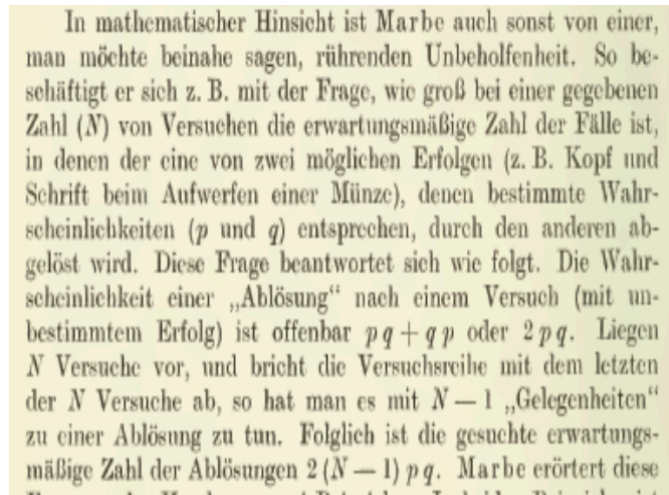 In mathematischer Hinsicht ist Marbe auch sonst von einer,
man möchte beinahe sagen, rührenden Unbeholfenheit. So be-
schäftigt er sich z. B. mit der Frage, wie groß bei einer gegebenen
Zahl (N) von Versuchen die erwartungsmäßige Zahl der Fälle ist,
in denen der eine von zwei möglichen Erfolgen (z. B. Kopf und
Schrift beim Aufwerfen einer Münze), denen bestimmte Wahr-
scheinlichkeiten (p und q) entsprechen, durch den anderen ab-
gelöst wird. Diese Frage beantwortet sich wie folgt. Die Wahr-
scheinlichkeit einer „Ablösung“ nach einem Versuch (mit un-
bestimmtem Erfolg) ist offenbar p q + q p oder 2 p q. Liegen
N Versuche vor, und bricht die Versuchsreihe mit dem letzten
der N Versuche ab, so hat man es mit N — 1 „Gelegenheiten“
zu einer Ablösung zu tun. Folglich ist die gesuchte erwartungs-
mäßige Zahl der Ablösungen 2 (N — 1) p q. Marbe erörtert diese